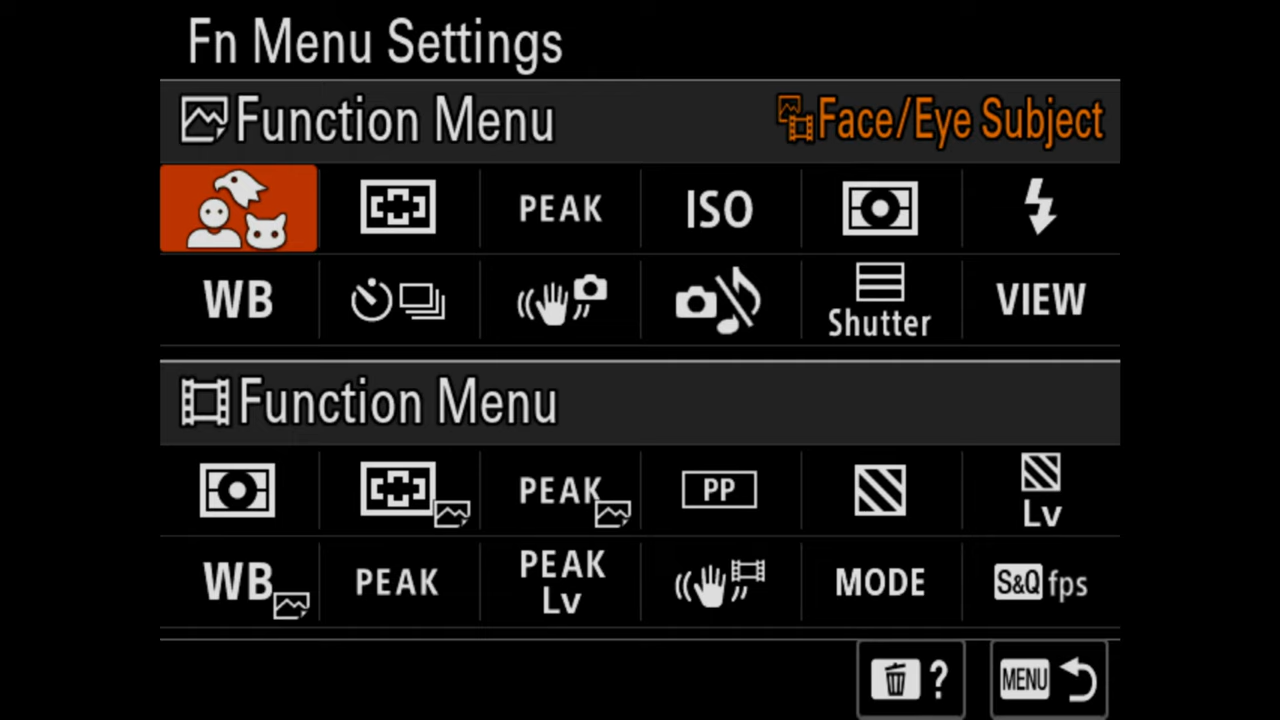 Fn Menu Settings
Function Menu Face/Eye Subject
PEAK ISO
WB Shutter VIEW
Function Menu
PEAK PP Lv
WB PEAK PEAK Lv MODE S&Q fps
? MENU